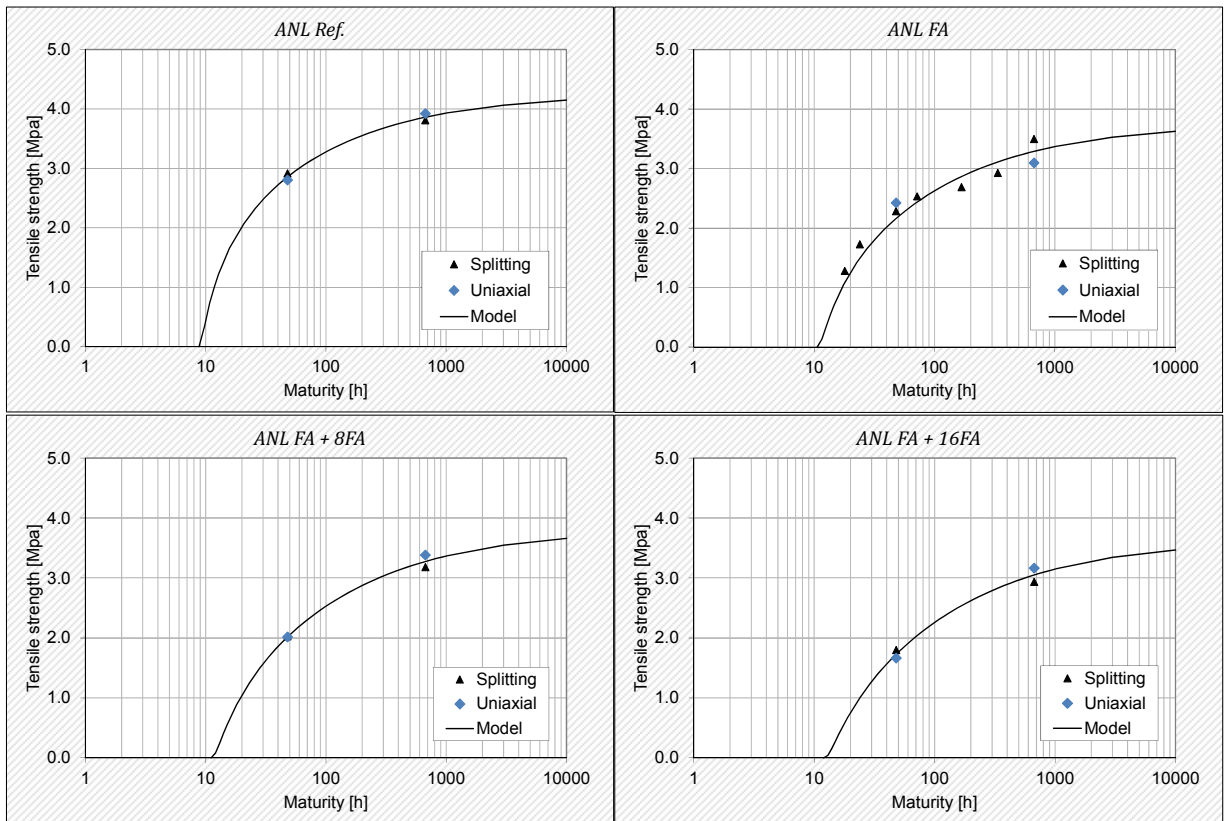 ANL Ref.
5.0
4.0
3.0
2.0
1.0
0.0
Tensile strength [Mpa]
Splitting
Uniaxial
Model
1 10 100 1000 10000
Maturity [h]
ANL FA
5.0
4.0
3.0
2.0
1.0
0.0
Tensile strength [Mpa]
Splitting
Uniaxial
Model
1 10 100 1000 10000
Maturity [h]
ANL FA + 8FA
5.0
4.0
3.0
2.0
1.0
0.0
Tensile strength [Mpa]
Splitting
Uniaxial
Model
1 10 100 1000 10000
Maturity [h]
ANL FA + 16FA
5.0
4.0
3.0
2.0
1.0
0.0
Tensile strength [Mpa]
Splitting
Uniaxial
Model
1 10 100 1000 10000
Maturity [h]